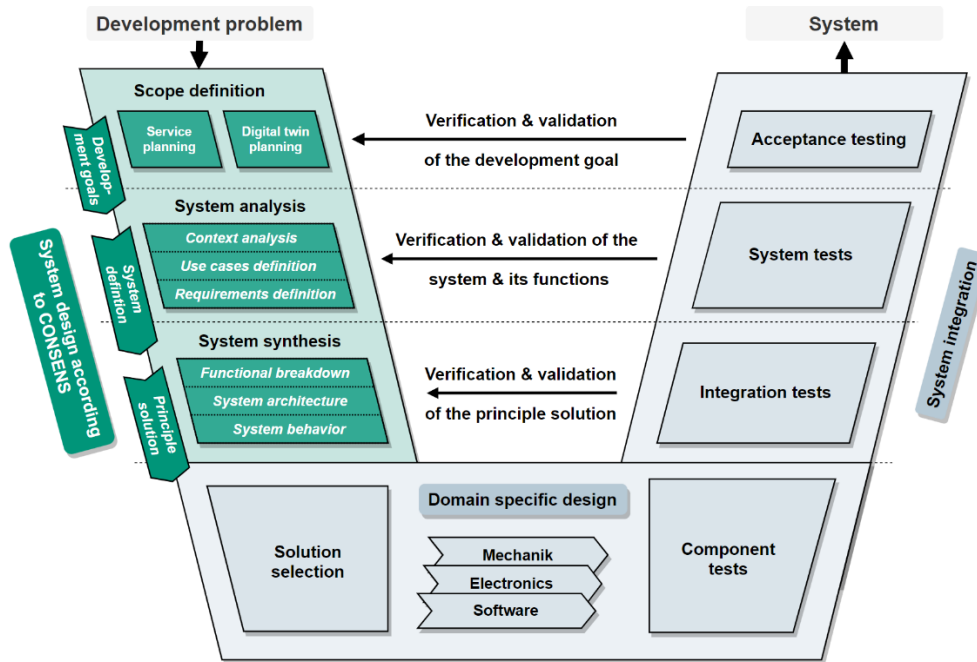 Development problem
System
Scope definition
Service
planning
Digital twin
planning
Develop-
ment goals
Verification & validation
of the development goal
Acceptance testing
System analysis
Context analysis
Use cases definition
Requirements definition
System
defintion
Verification & validation of the
system & its functions
System tests
System design according
to CONSENS
System synthesis
Functional breakdown
System architecture
System behavior
Principle
solution
Verification & validation
of the principle solution
Integration tests
System integration
Domain specific design
Solution
selection
Mechanik
Electronics
Software
Component
tests